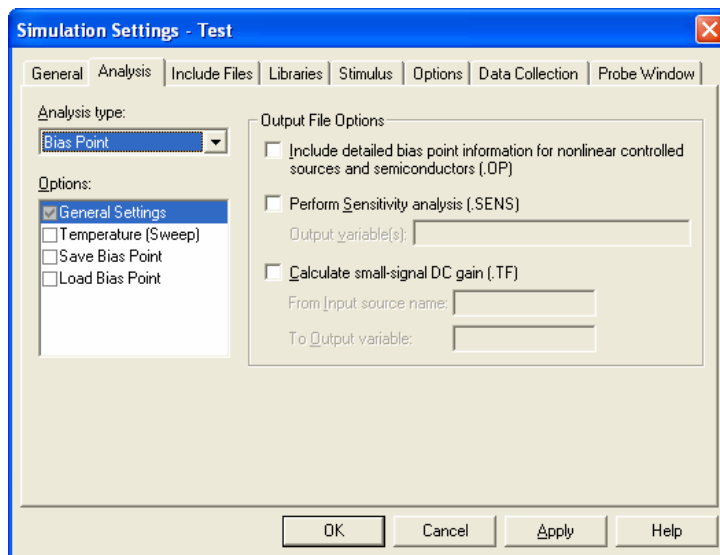 Simulation Settings - Test
General Analysis Include Files Libraries Stimulus Options Data Collection Probe Window
Analysis type:
Bias Point
Options:
General Settings
Temperature (Sweep)
Save Bias Point
Load Bias Point
Output File Options
Include detailed bias point information for nonlinear controlled
sources and semiconductors (.OP)
Perform Sensitivity analysis (.SENS)
Output variable(s):
Calculate small-signal DC gain (.TF)
From Input source name:
To Output variable:
OK Cancel Apply Help